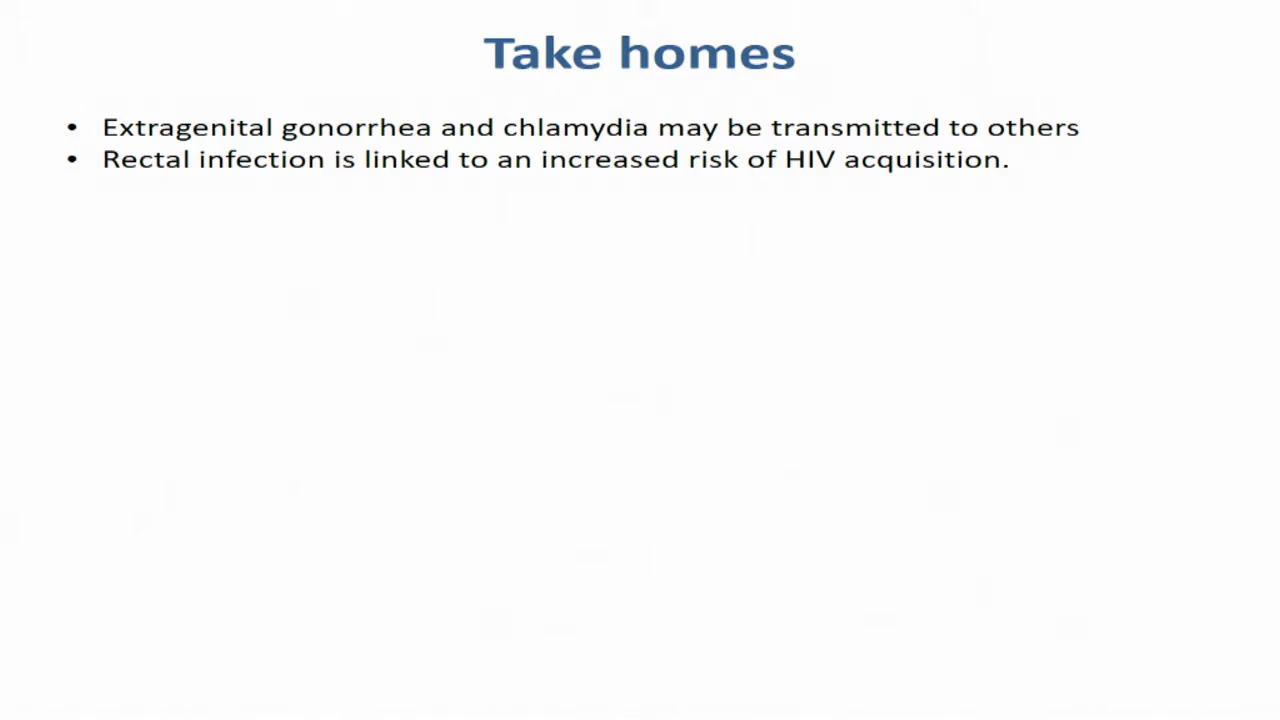 Take homes
• Extragenital gonorrhea and chlamydia may be transmitted to others
• Rectal infection is linked to an increased risk of HIV acquisition.